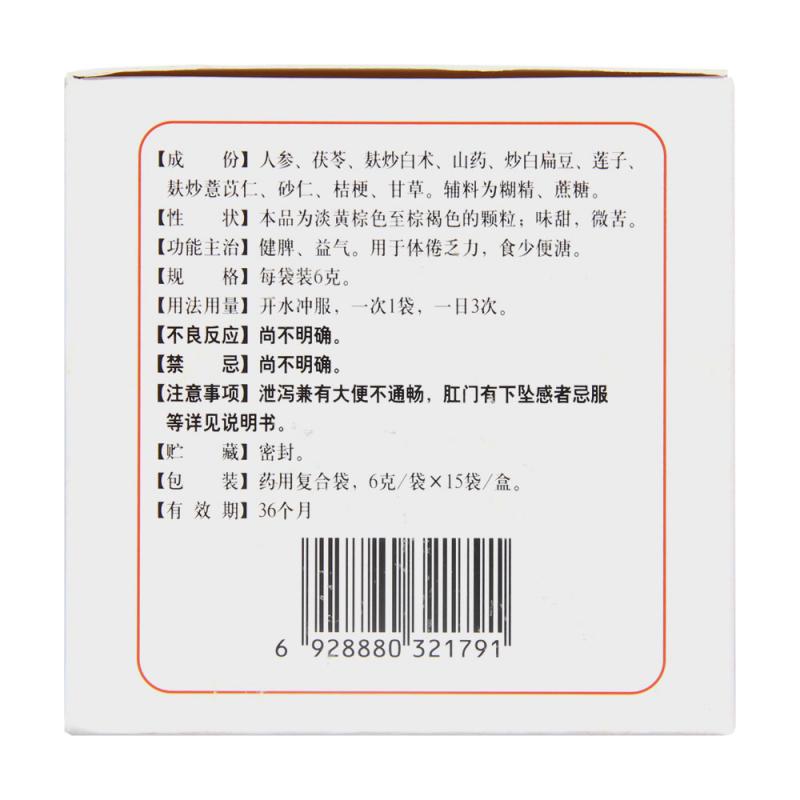 【成 份】人参、茯苓、麸炒白术、山药、炒白扁豆、莲子、
麸炒薏苡仁、砂仁、桔梗、甘草。辅料为糊精、蔗糖。
【性 状】本品为淡黄棕色至棕褐色的颗粒；味甜，微苦。
【功能主治】健脾、益气。用于体倦乏力，食少便溏。
【规 格】每袋装6克。
【用法用量】开水冲服，一次1袋，一日3次。
【不良反应】尚不明确。
【禁 忌】尚不明确。
【注意事项】泄泻兼有大便不通畅，肛门有下坠感者忌服
等详见说明书。
【贮 藏】密封。
【包 装】药用复合袋，6克/袋×15袋/盒。
【有 效 期】36个月
6 928880 321791